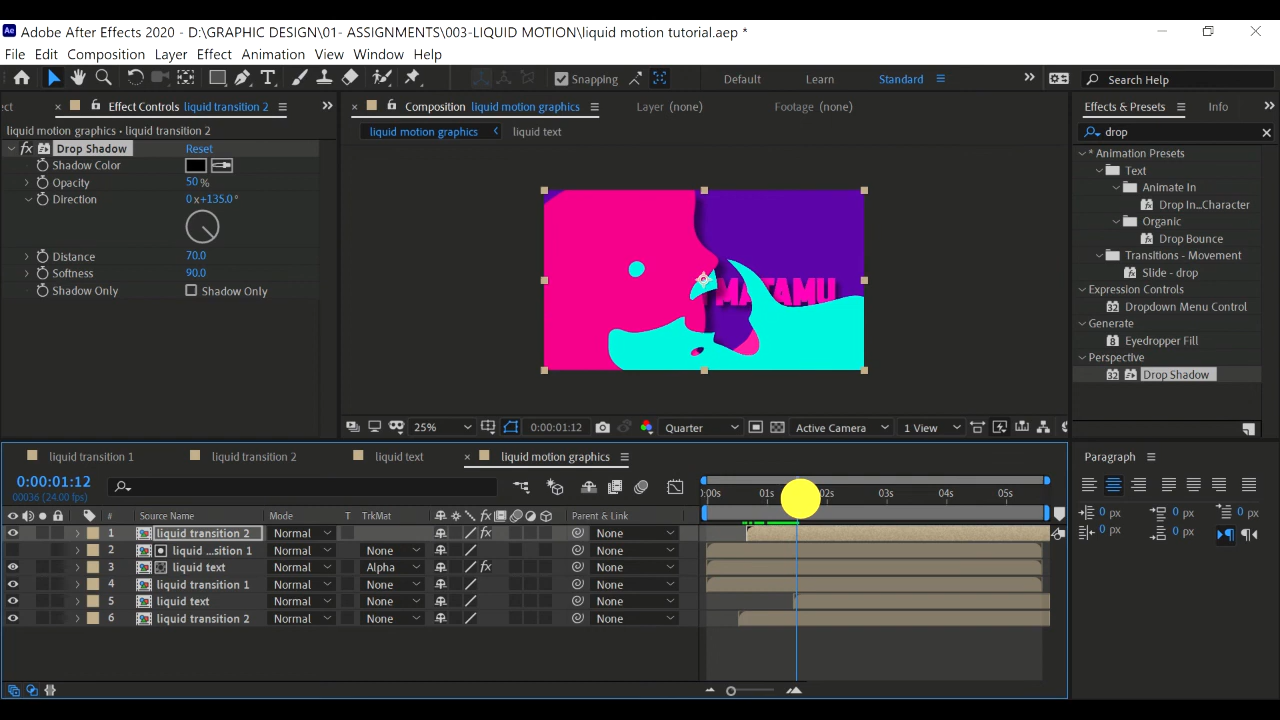 Adobe After Effects 2020 - D:\GRAPHIC DESIGN\01- ASSIGNMENTS\003-LIQUID MOTION\liquid motion tutorial.aep *
File Edit Composition Layer Effect Animation View Window Help
Snapping Default Learn Standard Search Help
ect Effect Controls liquid transition 2
liquid motion graphics • liquid transition 2
fx Drop Shadow Reset
Shadow Color
Opacity 50 %
Direction 0x+135.0°
Distance 70.0
Softness 90.0
Shadow Only Shadow Only
Composition liquid motion graphics Layer (none) Footage (none)
liquid motion graphics liquid text
MATAMU
25% 0:00:01:12 Quarter Active Camera 1 View
Effects & Presets Info
drop
* Animation Presets
Text
Animate In
Drop In...Character
Organic
Drop Bounce
Transitions - Movement
Slide - drop
Expression Controls
Dropdown Menu Control
Generate
Eyedropper Fill
Perspective
Drop Shadow
liquid transition 1 liquid transition 2 liquid text liquid motion graphics
0:00:01:12
00036 (24.00 fps)
0:00s 01s 02s 03s 04s 05s
# Source Name Mode T TrkMat Parent & Link
1 liquid transition 2 Normal None
2 liquid ...sition 1 Normal None None
3 liquid text Normal Alpha None
4 liquid transition 1 Normal None None
5 liquid text Normal None None
6 liquid transition 2 Normal None None
Paragraph
0 px 0 px 0 px
0 px 0 px